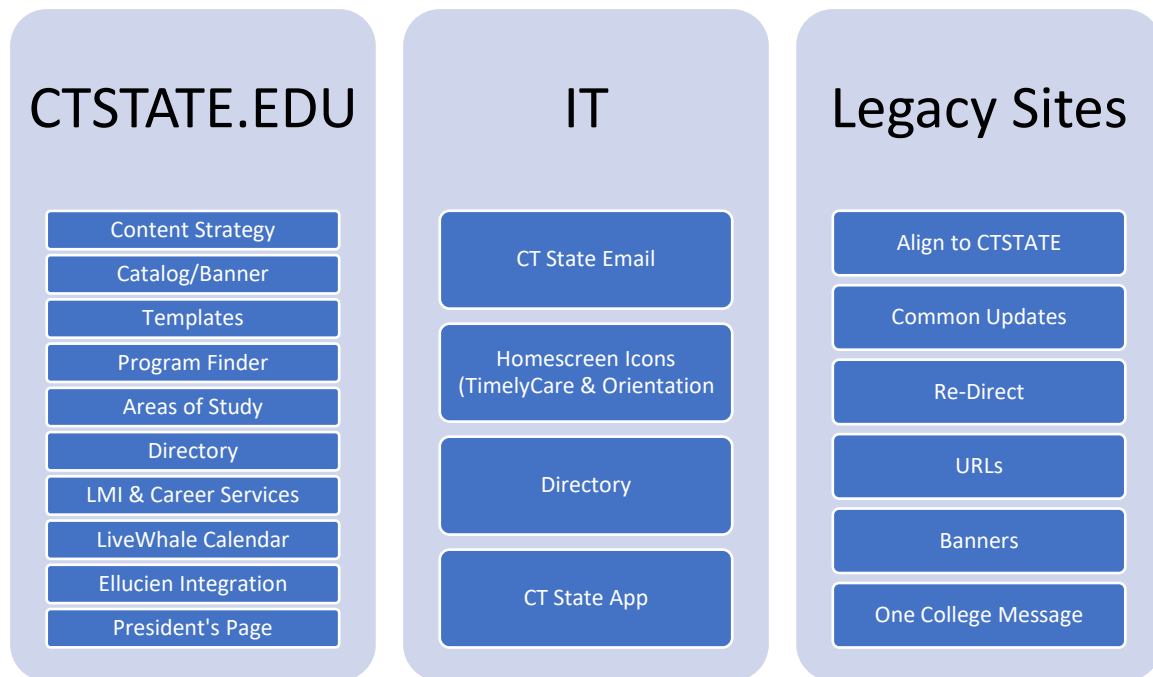 CTSTATE.EDU
Content Strategy
Catalog/Banner
Templates
Program Finder
Areas of Study
Directory
LMI & Career Services
LiveWhale Calendar
Ellucien Integration
President's Page
IT
CT State Email
Homescreen Icons
(TimelyCare & Orientation
Directory
CT State App
Legacy Sites
Align to CTSTATE
Common Updates
Re-Direct
URLs
Banners
One College Message